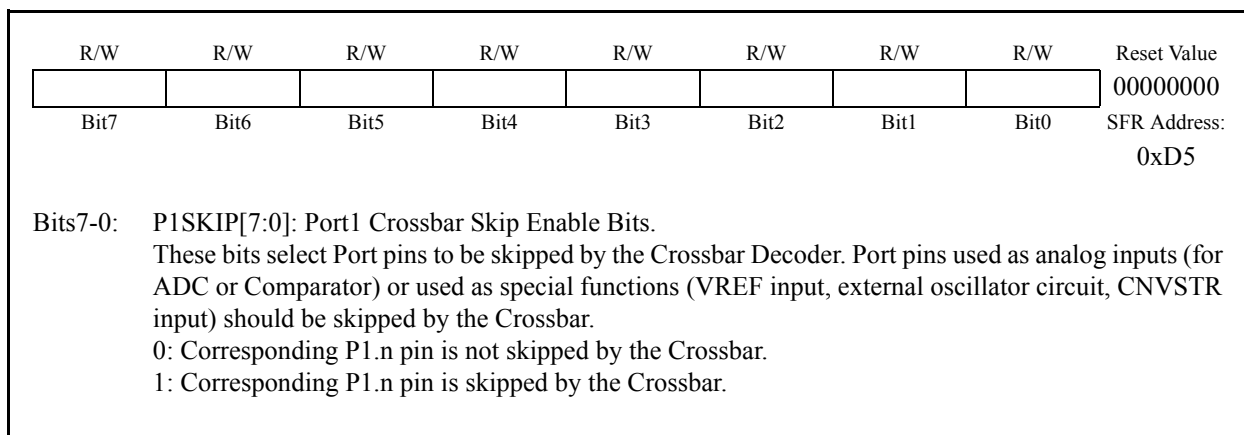 R/W R/W R/W R/W R/W R/W R/W R/W Reset Value
00000000
Bit7 Bit6 Bit5 Bit4 Bit3 Bit2 Bit1 Bit0 SFR Address:
0xD5
Bits7-0: P1SKIP[7:0]: Port1 Crossbar Skip Enable Bits.
These bits select Port pins to be skipped by the Crossbar Decoder. Port pins used as analog inputs (for
ADC or Comparator) or used as special functions (VREF input, external oscillator circuit, CNVSTR
input) should be skipped by the Crossbar.
0: Corresponding P1.n pin is not skipped by the Crossbar.
1: Corresponding P1.n pin is skipped by the Crossbar.